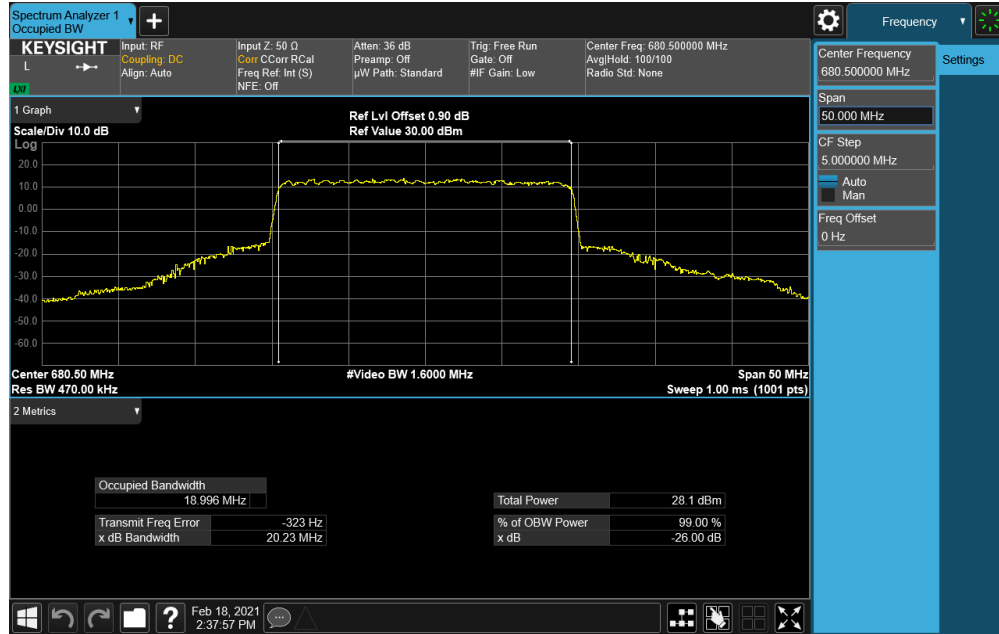 Spectrum Analyzer 1
Occupied BW
Frequency
KEYSIGHT
L
LXI
Input: RF
Coupling: DC
Align: Auto
Input Z: 50 Ω
Corr CCorr RCal
Freq Ref: Int (S)
NFE: Off
Atten: 36 dB
Preamp: Off
µW Path: Standard
Trig: Free Run
Gate: Off
#IF Gain: Low
Center Freq: 680.500000 MHz
Avg|Hold: 100/100
Radio Std: None
Center Frequency
680.500000 MHz
Settings
Span
50.000 MHz
CF Step
5.000000 MHz
Auto
Man
Freq Offset
0 Hz
1 Graph
Scale/Div 10.0 dB
Ref Lvl Offset 0.90 dB
Ref Value 30.00 dBm
Log
20.0
10.0
0.00
-10.0
-20.0
-30.0
-40.0
-50.0
-60.0
Center 680.50 MHz
#Video BW 1.6000 MHz
Span 50 MHz
Res BW 470.00 kHz
Sweep 1.00 ms (1001 pts)
2 Metrics
Occupied Bandwidth
18.996 MHz
Transmit Freq Error -323 Hz
x dB Bandwidth 20.23 MHz
Total Power 28.1 dBm
% of OBW Power 99.00 %
x dB -26.00 dB
Feb 18, 2021
2:37:57 PM